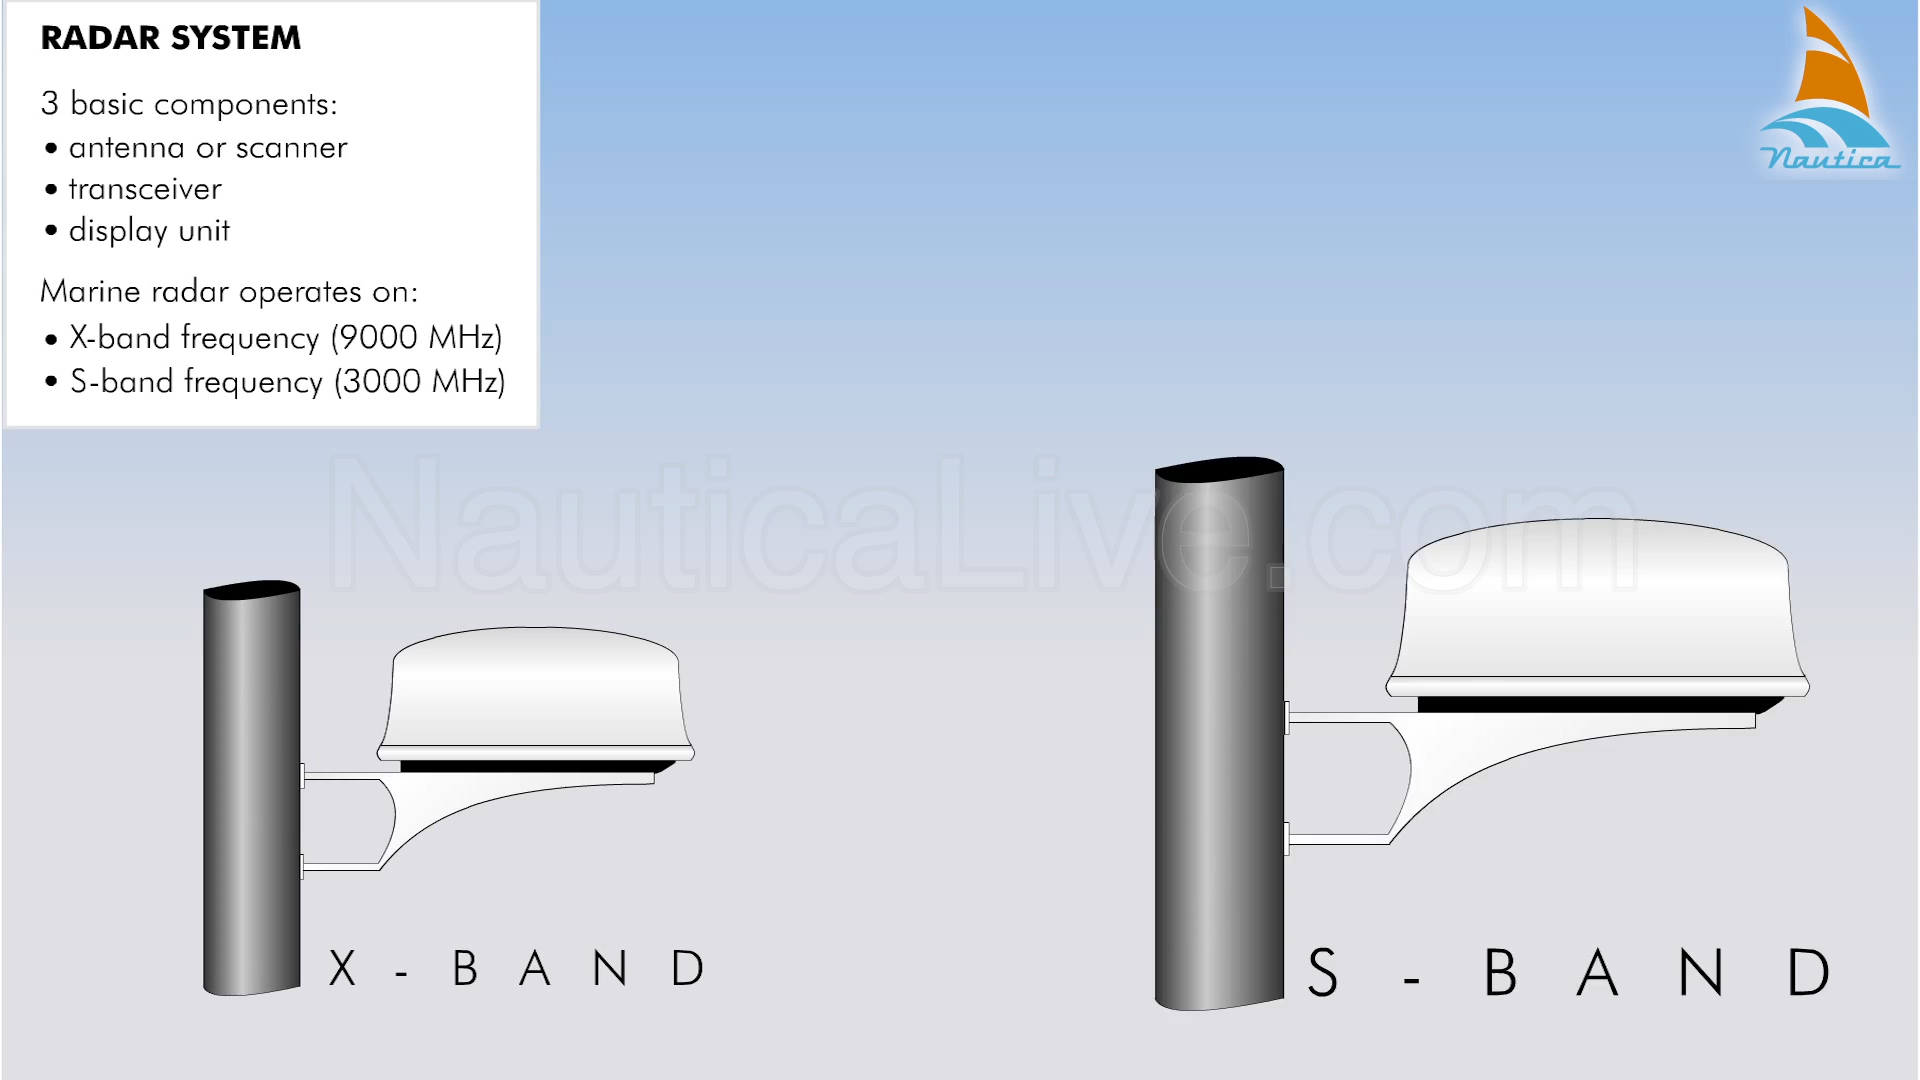 RADAR SYSTEM
3 basic components:
• antenna or scanner
• transceiver
• display unit
Marine radar operates on:
• X-band frequency (9000 MHz)
• S-band frequency (3000 MHz)
Nautica
NauticaLive.com
X - B A N D
S - B A N D